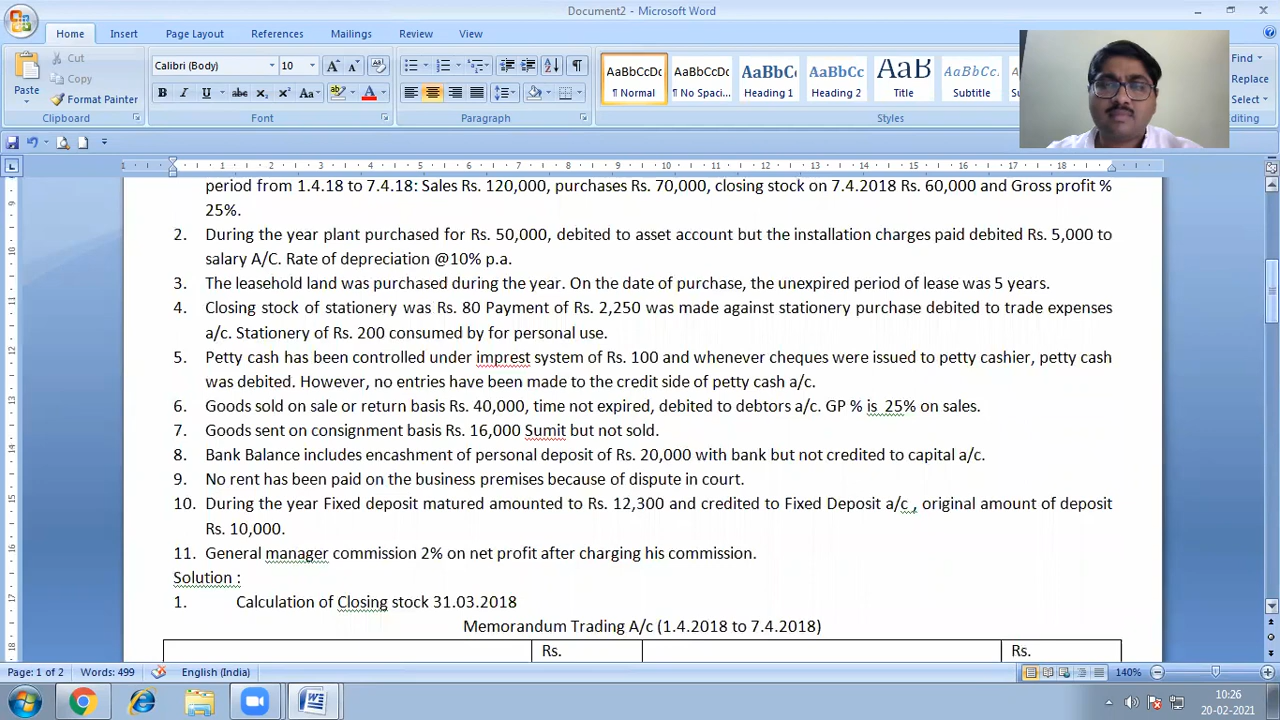 Document2 - Microsoft Word
Home Insert Page Layout References Mailings Review View
Cut
Copy
Format Painter
Paste
Clipboard
Calibri (Body) 10
Font
Paragraph
AaBbCcDc AaBbCcDc AaBbCc AaBbCc AaB AaBbCc.
¶ Normal ¶ No Spaci... Heading 1 Heading 2 Title Subtitle
Styles
Find
Replace
Select
period from 1.4.18 to 7.4.18: Sales Rs. 120,000, purchases Rs. 70,000, closing stock on 7.4.2018 Rs. 60,000 and Gross profit %
25%.
2. During the year plant purchased for Rs. 50,000, debited to asset account but the installation charges paid debited Rs. 5,000 to
salary A/C. Rate of depreciation @10% p.a.
3. The leasehold land was purchased during the year. On the date of purchase, the unexpired period of lease was 5 years.
4. Closing stock of stationery was Rs. 80 Payment of Rs. 2,250 was made against stationery purchase debited to trade expenses
a/c. Stationery of Rs. 200 consumed by for personal use.
5. Petty cash has been controlled under imprest system of Rs. 100 and whenever cheques were issued to petty cashier, petty cash
was debited. However, no entries have been made to the credit side of petty cash a/c.
6. Goods sold on sale or return basis Rs. 40,000, time not expired, debited to debtors a/c. GP % is 25% on sales.
7. Goods sent on consignment basis Rs. 16,000 Sumit but not sold.
8. Bank Balance includes encashment of personal deposit of Rs. 20,000 with bank but not credited to capital a/c.
9. No rent has been paid on the business premises because of dispute in court.
10. During the year Fixed deposit matured amounted to Rs. 12,300 and credited to Fixed Deposit a/c , original amount of deposit
Rs. 10,000.
11. General manager commission 2% on net profit after charging his commission.
Solution :
1. Calculation of Closing stock 31.03.2018
Memorandum Trading A/c (1.4.2018 to 7.4.2018)
Rs. Rs.
Page: 1 of 2 Words: 499 English (India) 140%
10:26
20-02-2021